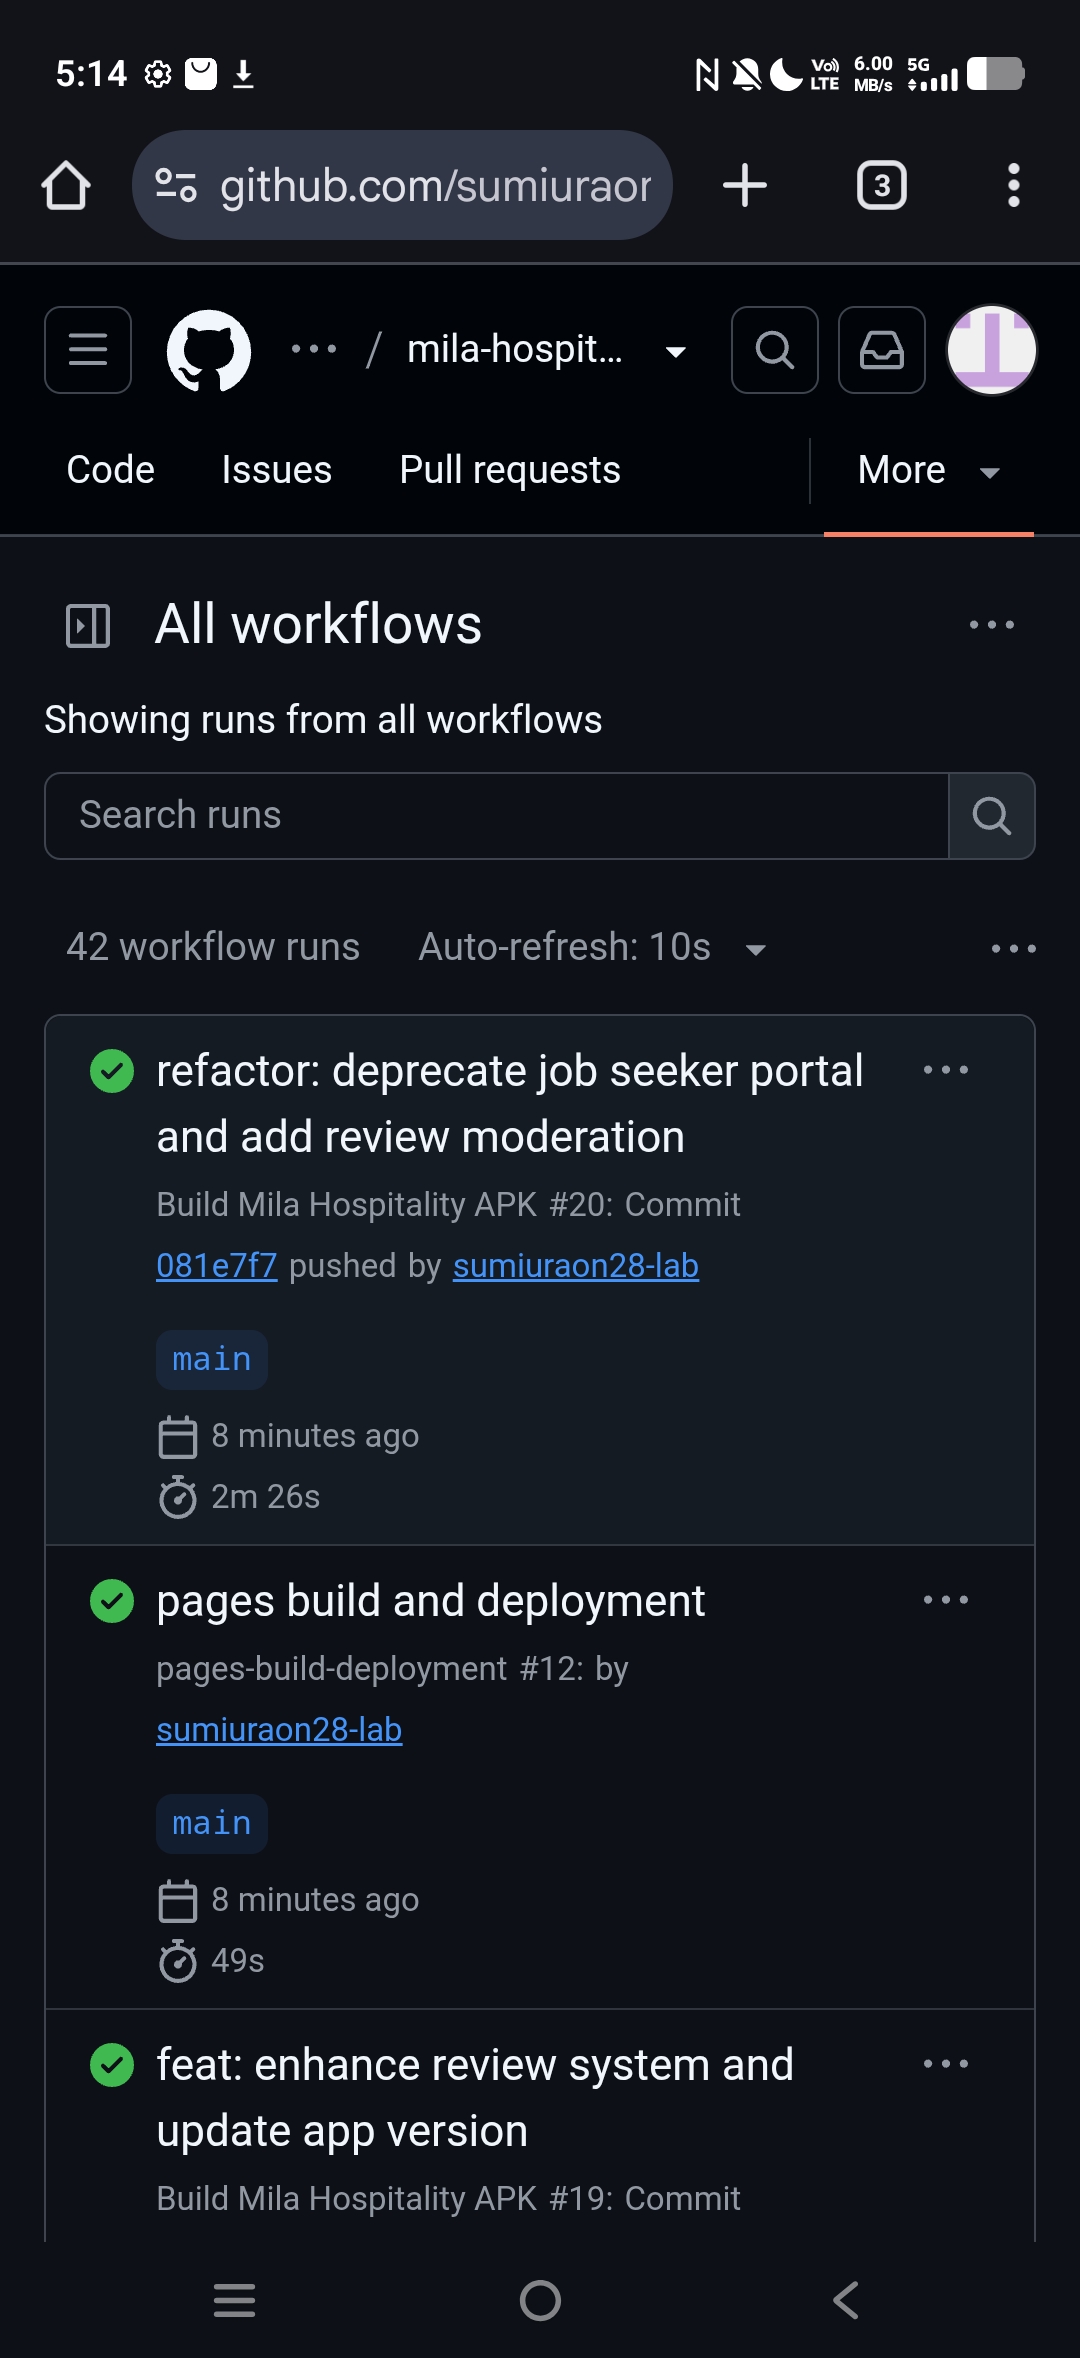 5:14
Vo)) LTE 6.00 MB/s 5G
github.com/sumiuraor
3
/ mila-hospit...
Code Issues Pull requests More
All workflows
Showing runs from all workflows
Search runs
42 workflow runs Auto-refresh: 10s
refactor: deprecate job seeker portal
and add review moderation
Build Mila Hospitality APK #20: Commit
081e7f7 pushed by sumiuraon28-lab
main
8 minutes ago
2m 26s
pages build and deployment
pages-build-deployment #12: by
sumiuraon28-lab
main
8 minutes ago
49s
feat: enhance review system and
update app version
Build Mila Hospitality APK #19: Commit